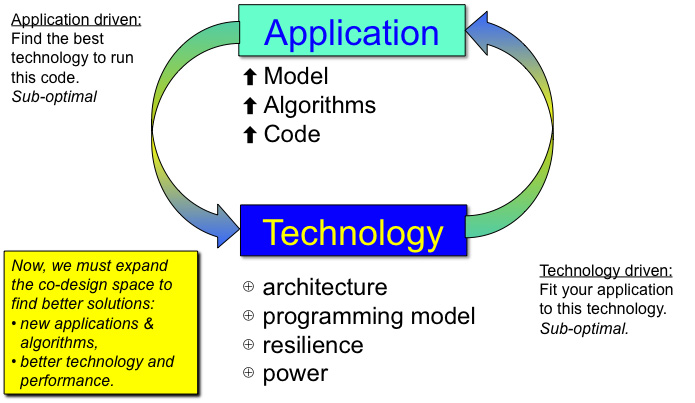 Application driven:
Find the best
technology to run
this code.
Sub-optimal
Application
⬆ Model
⬆ Algorithms
⬆ Code
Technology
⊕ architecture
⊕ programming model
⊕ resilience
⊕ power
Now, we must expand
the co-design space to
find better solutions:
• new applications &
algorithms,
• better technology and
performance.
Technology driven:
Fit your application
to this technology.
Sub-optimal.